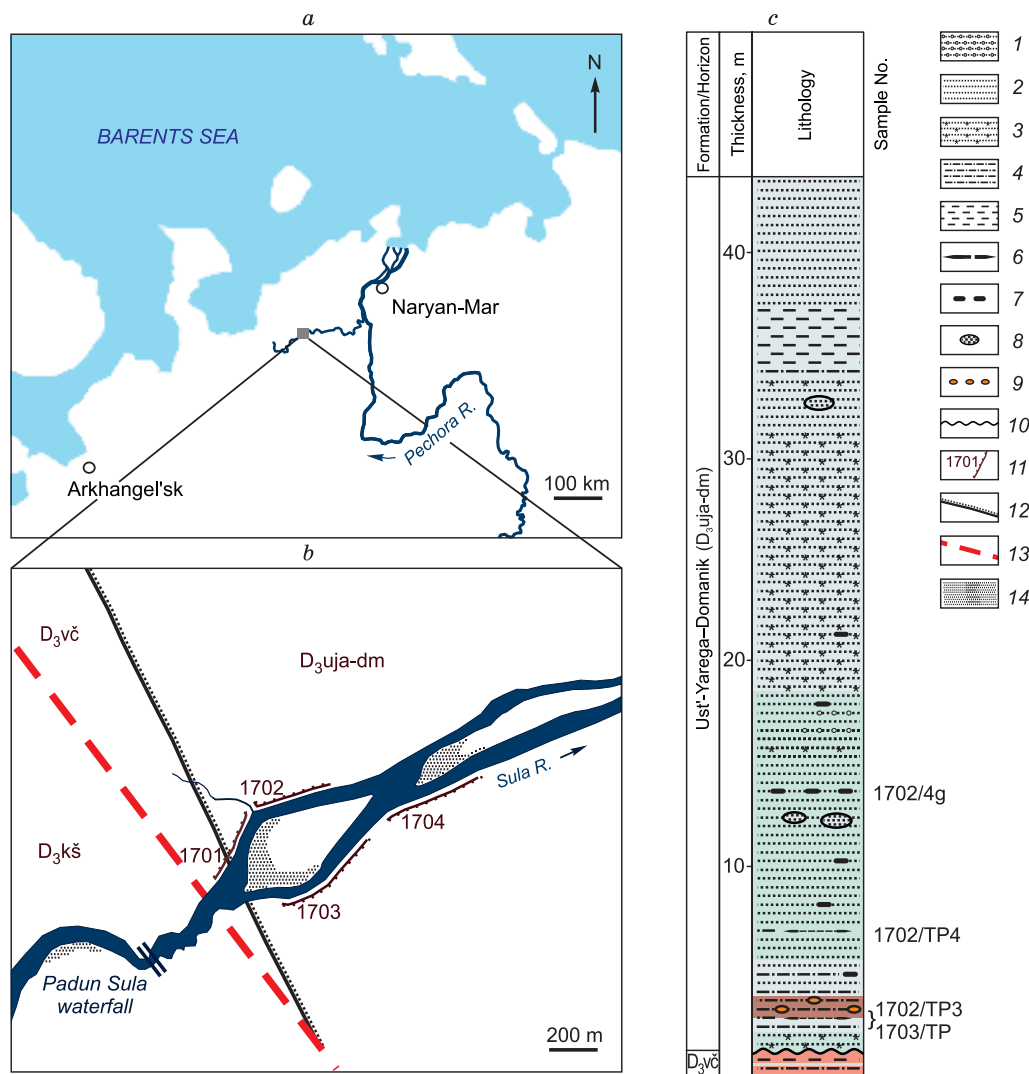 a
BARENTS SEA
N
Naryan-Mar
Pechora R.
Arkhangel'sk
100 km
b
D₃vč
D₃uja-dm
Sula R.
1702
1704
1701
D₃kš
1703
Padun Sula
waterfall
200 m
c
Formation/Horizon
Thickness, m
Lithology
Sample No.
40
30
20
10
Ust'-Yarega–Domanik (D₃uja-dm)
D₃vč
1702/4g
1702/TP4
1702/TP3
1703/TP
1
2
3
4
5
6
7
8
9
10
1701
11
12
13
14